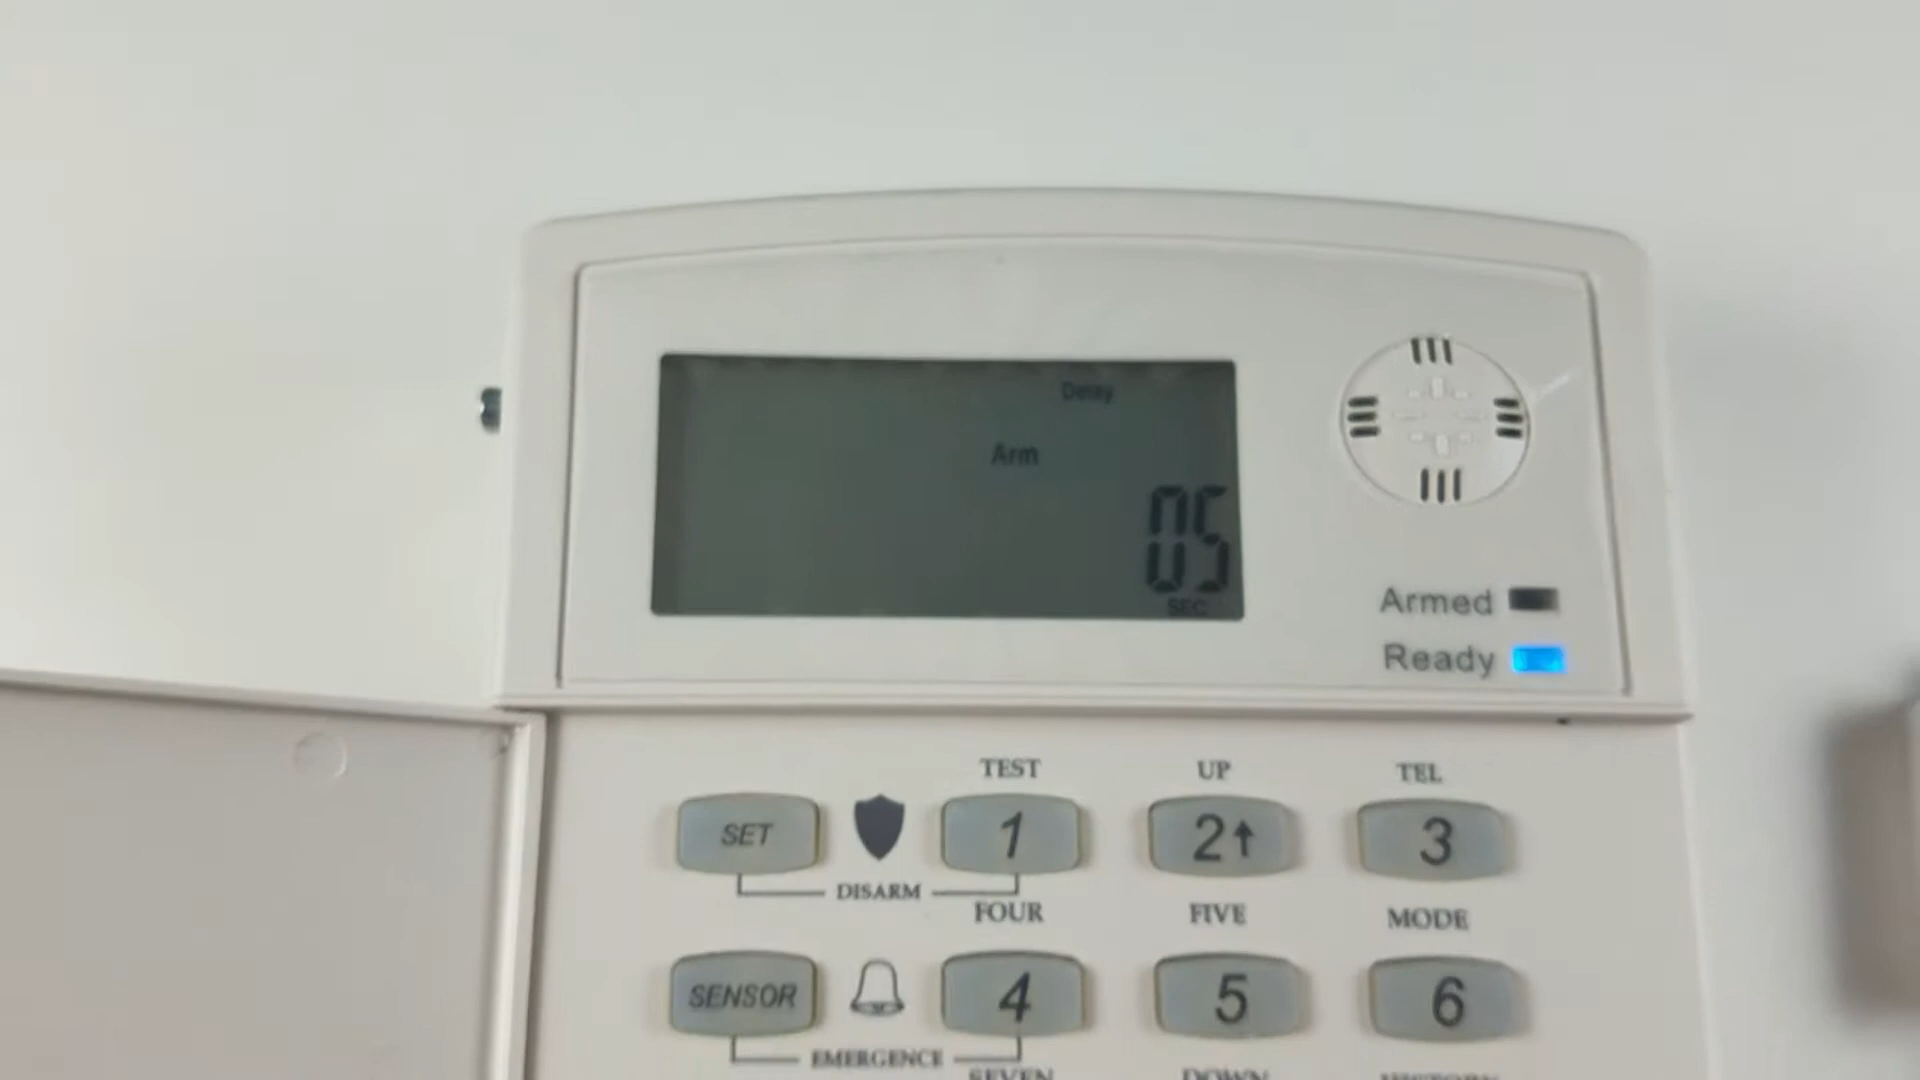 Delay
Arm
05
SEC
Armed
Ready
TEST UP TEL
SET 1 2↑ 3
DISARM
FOUR FIVE MODE
SENSOR 4 5 6
EMERGENCE
SEVEN DOWN HISTORY